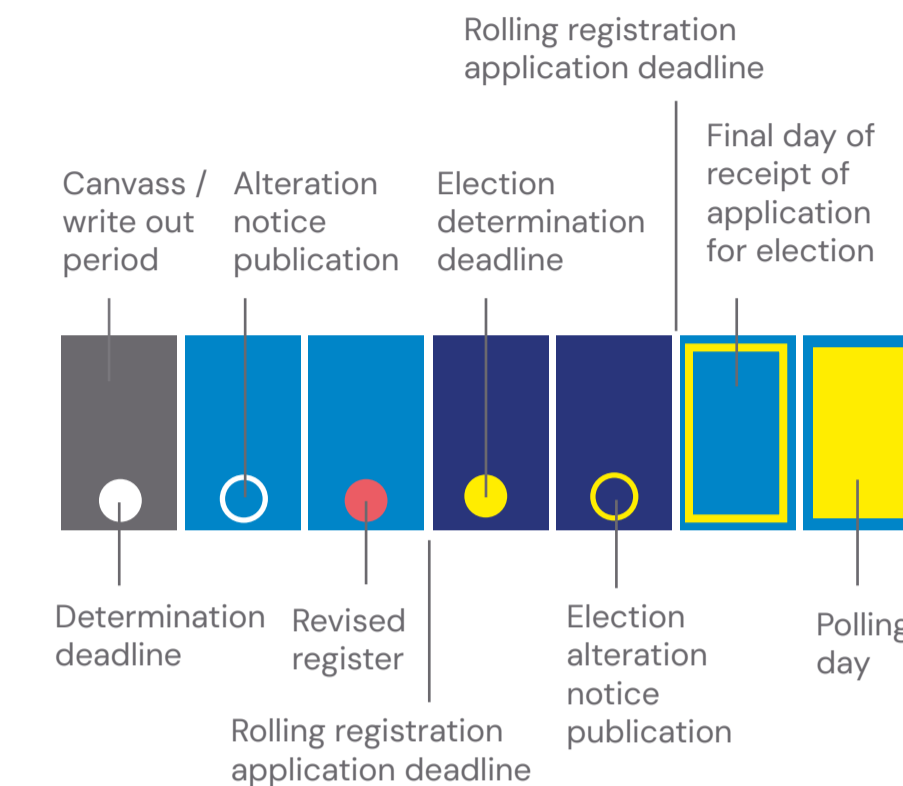 Rolling registration
application deadline
Final day of
receipt of
application
for election
Canvass /
write out
period
Alteration
notice
publication
Election
determination
deadline
Determination
deadline
Revised
register
Rolling registration
application deadline
Election
alteration
notice
publication
Polling
day